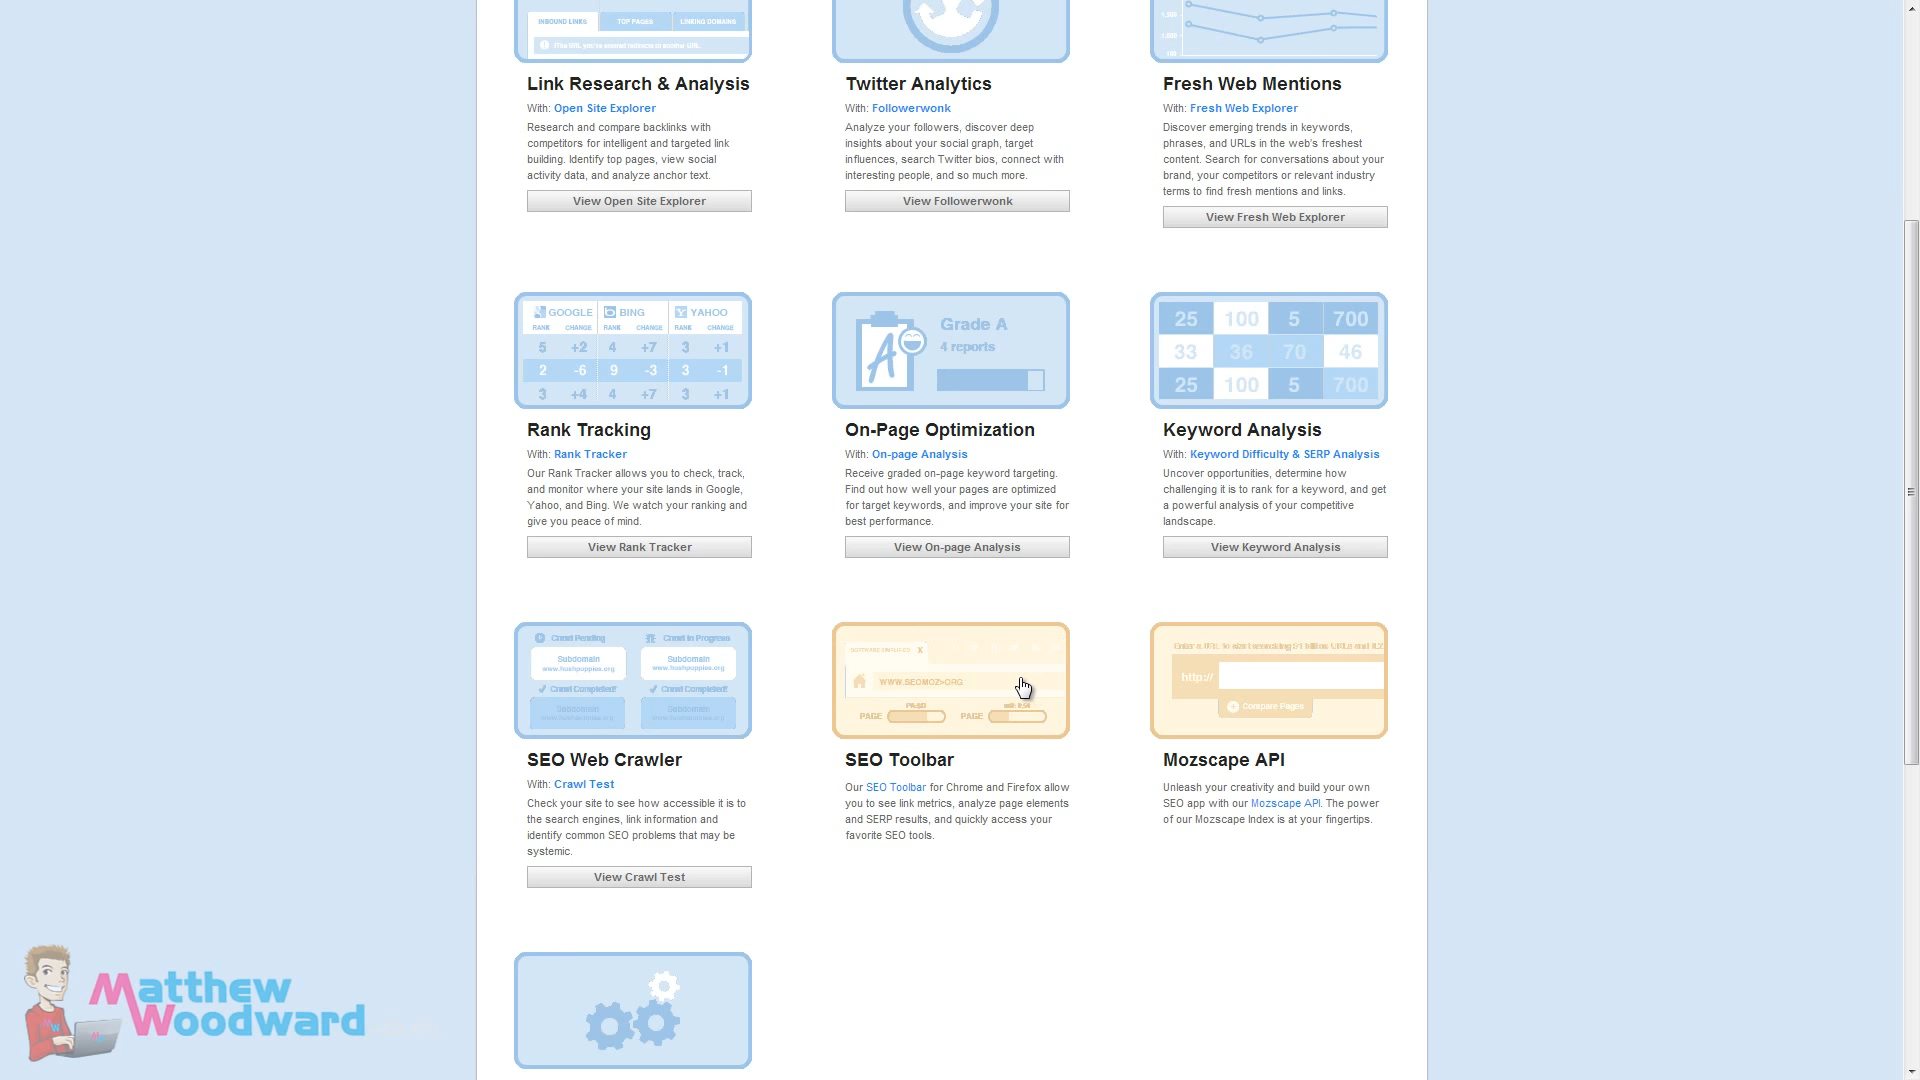 INBOUND LINKS TOP PAGES LINKING DOMAINS
Link Research & Analysis
With: Open Site Explorer
Research and compare backlinks with
competitors for intelligent and targeted link
building. Identify top pages, view social
activity data, and analyze anchor text.
View Open Site Explorer
Twitter Analytics
With: Followerwonk
Analyze your followers, discover deep
insights about your social graph, target
influences, search Twitter bios, connect with
interesting people, and so much more.
View Followerwonk
Fresh Web Mentions
With: Fresh Web Explorer
Discover emerging trends in keywords,
phrases, and URLs in the web's freshest
content. Search for conversations about your
brand, your competitors or relevant industry
terms to find fresh mentions and links.
View Fresh Web Explorer
GOOGLE BING YAHOO
RANK CHANGE RANK CHANGE RANK CHANGE
5 +2 4 +7 3 +1
2 -6 9 -3 3 -1
3 +4 4 +7 3 +1
Rank Tracking
With: Rank Tracker
Our Rank Tracker allows you to check, track,
and monitor where your site lands in Google,
Yahoo, and Bing. We watch your ranking and
give you peace of mind.
View Rank Tracker
A
Grade A
4 reports
On-Page Optimization
With: On-page Analysis
Receive graded on-page keyword targeting.
Find out how well your pages are optimized
for target keywords, and improve your site for
best performance.
View On-page Analysis
25 100 5 700
33 36 70 46
25 100 5 700
Keyword Analysis
With: Keyword Difficulty & SERP Analysis
Uncover opportunities, determine how
challenging it is to rank for a keyword, and get
a powerful analysis of your competitive
landscape.
View Keyword Analysis
Crawl Pending Crawl In Progress
Subdomain Subdomain
www.hushpuppies.org www.hushpuppies.org
Crawl Completed! Crawl Completed!
Subdomain Subdomain
www.hushpuppies.org www.hushpuppies.org
SEO Web Crawler
With: Crawl Test
Check your site to see how accessible it is to
the search engines, link information and
identify common SEO problems that may be
systemic.
View Crawl Test
X
WWW.SEOMOZ>ORG
PAGE PAGE
SEO Toolbar
Our SEO Toolbar for Chrome and Firefox allow
you to see link metrics, analyze page elements
and SERP results, and quickly access your
favorite SEO tools.
http://
Compare Pages
Mozscape API
Unleash your creativity and build your own
SEO app with our Mozscape API. The power
of our Mozscape Index is at your fingertips.
Matthew
Woodward